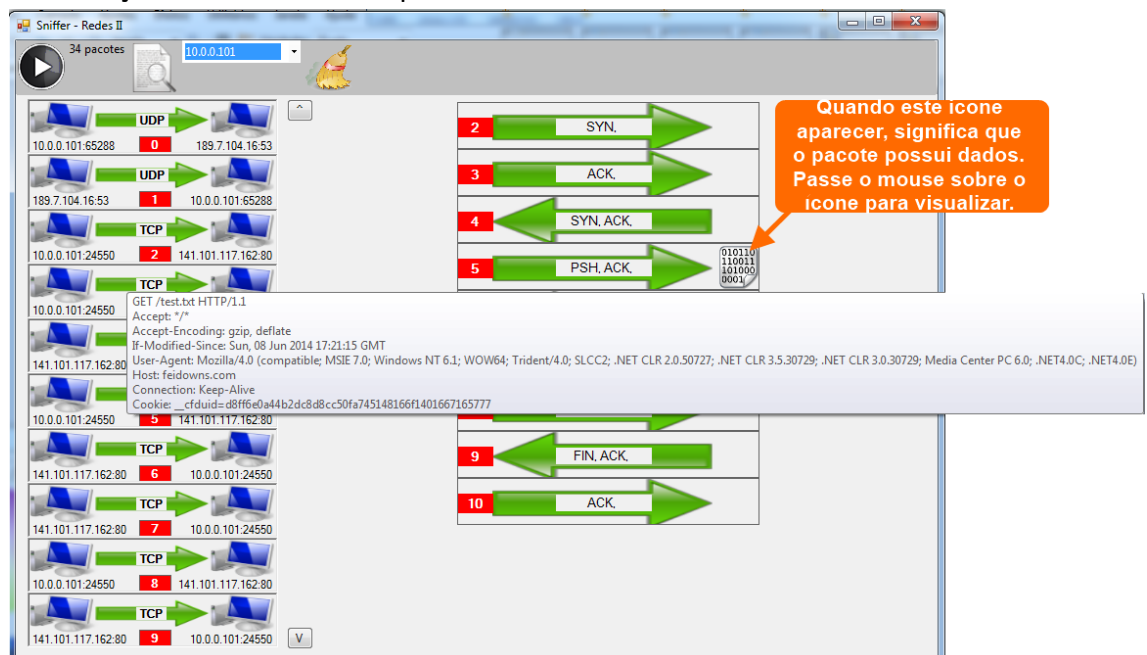 Sniffer - Redes II
34 pacotes
10.0.0.101
UDP
10.0.0.101:65288 0 189.7.104.16:53
UDP
189.7.104.16:53 1 10.0.0.101:65288
TCP
10.0.0.101:24550 2 141.101.117.162:80
TCP
10.0.0.101:24550
141.101.117.162:80
10.0.0.101:24550 5 141.101.117.162:80
TCP
141.101.117.162:80 6 10.0.0.101:24550
TCP
141.101.117.162:80 7 10.0.0.101:24550
TCP
10.0.0.101:24550 8 141.101.117.162:80
TCP
141.101.117.162:80 9 10.0.0.101:24550
V
2 SYN,
3 ACK,
4 SYN, ACK,
5 PSH, ACK,
010110
110011
101000
0001
9 FIN, ACK,
10 ACK,
Quando este icone
aparecer, significa que
o pacote possui dados.
Passe o mouse sobre o
icone para visualizar.
GET /test.txt HTTP/1.1
Accept: */*
Accept-Encoding: gzip, deflate
If-Modified-Since: Sun, 08 Jun 2014 17:21:15 GMT
User-Agent: Mozilla/4.0 (compatible; MSIE 7.0; Windows NT 6.1; WOW64; Trident/4.0; SLCC2; .NET CLR 2.0.50727; .NET CLR 3.5.30729; .NET CLR 3.0.30729; Media Center PC 6.0; .NET4.0C; .NET4.0E)
Host: feidowns.com
Connection: Keep-Alive
Cookie: __cfduid=d8ff6e0a44b2dc8d8cc50fa745148166f1401667165777